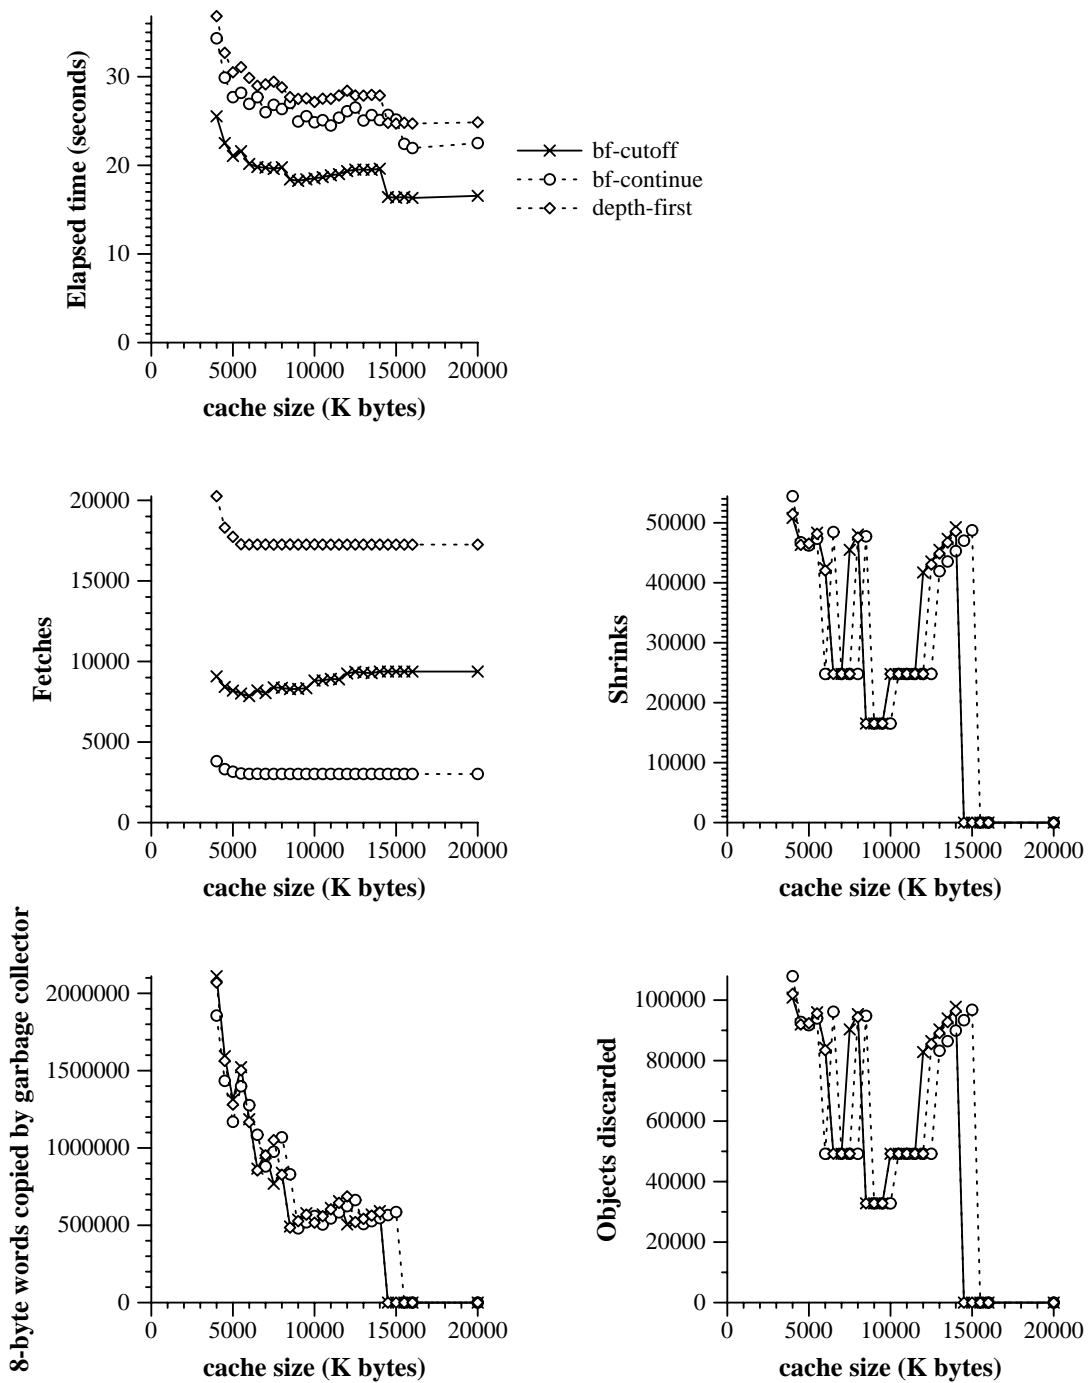 Elapsed time (seconds)
30
20
10
0
0 5000 10000 15000 20000
cache size (K bytes)
bf-cutoff
bf-continue
depth-first
Fetches
20000
15000
10000
5000
0
0 5000 10000 15000 20000
cache size (K bytes)
Shrinks
50000
40000
30000
20000
10000
0
0 5000 10000 15000 20000
cache size (K bytes)
8-byte words copied by garbage collector
2000000
1500000
1000000
500000
0
0 5000 10000 15000 20000
cache size (K bytes)
Objects discarded
100000
80000
60000
40000
20000
0
0 5000 10000 15000 20000
cache size (K bytes)